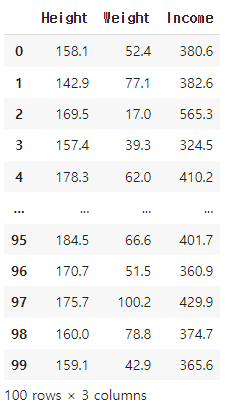 Height Weight Income
0 158.1 52.4 380.6
1 142.9 77.1 382.6
2 169.5 17.0 565.3
3 157.4 39.3 324.5
4 178.3 62.0 410.2
... ... ... ...
95 184.5 66.6 401.7
96 170.7 51.5 360.9
97 175.7 100.2 429.9
98 160.0 78.8 374.7
99 159.1 42.9 365.6
100 rows × 3 columns